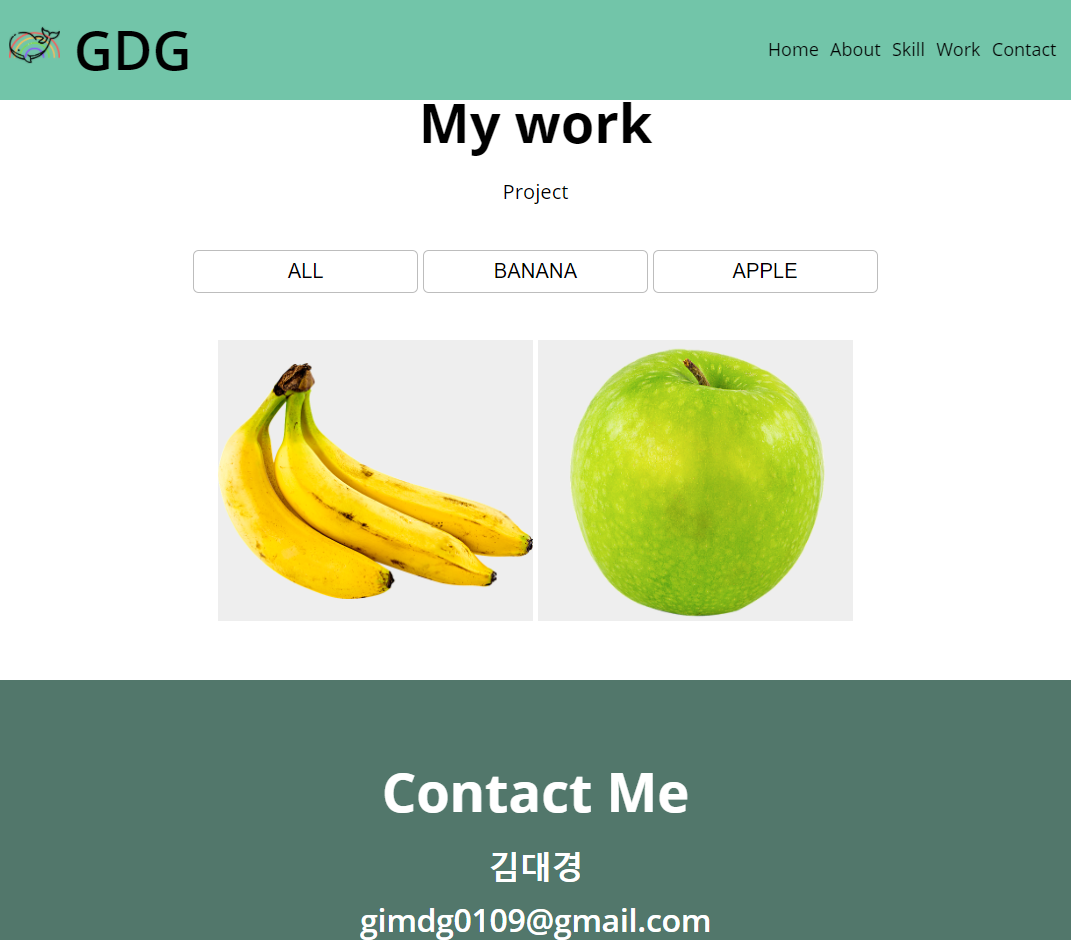 GDG
Home About Skill Work Contact
My work
Project
ALL BANANA APPLE
Contact Me
김대경
gimdg0109@gmail.com